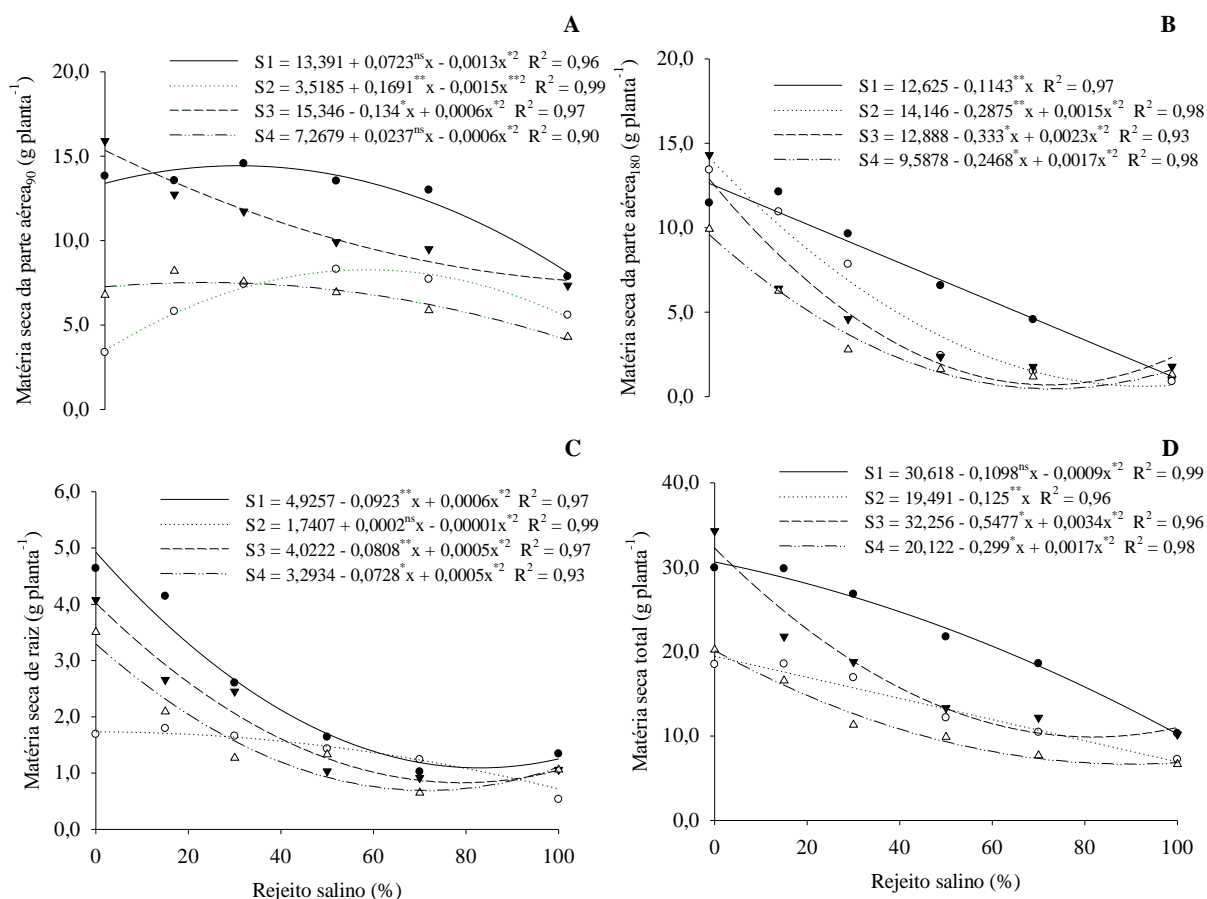 A
S1 = 13,391 + 0,0723ⁿˢx - 0,0013x*² R² = 0,96
S2 = 3,5185 + 0,1691**x - 0,0015x**² R² = 0,99
S3 = 15,346 - 0,134*x + 0,0006x*² R² = 0,97
S4 = 7,2679 + 0,0237ⁿˢx - 0,0006x*² R² = 0,90
20,0
15,0
10,0
5,0
0,0
Matéria seca da parte aérea₉₀ (g planta⁻¹)
B
S1 = 12,625 - 0,1143**x R² = 0,97
S2 = 14,146 - 0,2875**x + 0,0015x*² R² = 0,98
S3 = 12,888 - 0,333*x + 0,0023x*² R² = 0,93
S4 = 9,5878 - 0,2468*x + 0,0017x*² R² = 0,98
20,0
15,0
10,0
5,0
0,0
Matéria seca da parte aérea₁₈₀ (g planta⁻¹)
C
S1 = 4,9257 - 0,0923**x + 0,0006x*² R² = 0,97
S2 = 1,7407 + 0,0002ⁿˢx - 0,00001x*² R² = 0,99
S3 = 4,0222 - 0,0808**x + 0,0005x*² R² = 0,97
S4 = 3,2934 - 0,0728*x + 0,0005x*² R² = 0,93
6,0
5,0
4,0
3,0
2,0
1,0
0,0
Matéria seca de raiz (g planta⁻¹)
0 20 40 60 80 100
Rejeito salino (%)
D
S1 = 30,618 - 0,1098ⁿˢx - 0,0009x*² R² = 0,99
S2 = 19,491 - 0,125**x R² = 0,96
S3 = 32,256 - 0,5477*x + 0,0034x*² R² = 0,96
S4 = 20,122 - 0,299*x + 0,0017x*² R² = 0,98
40,0
30,0
20,0
10,0
0,0
Matéria seca total (g planta⁻¹)
0 20 40 60 80 100
Rejeito salino (%)